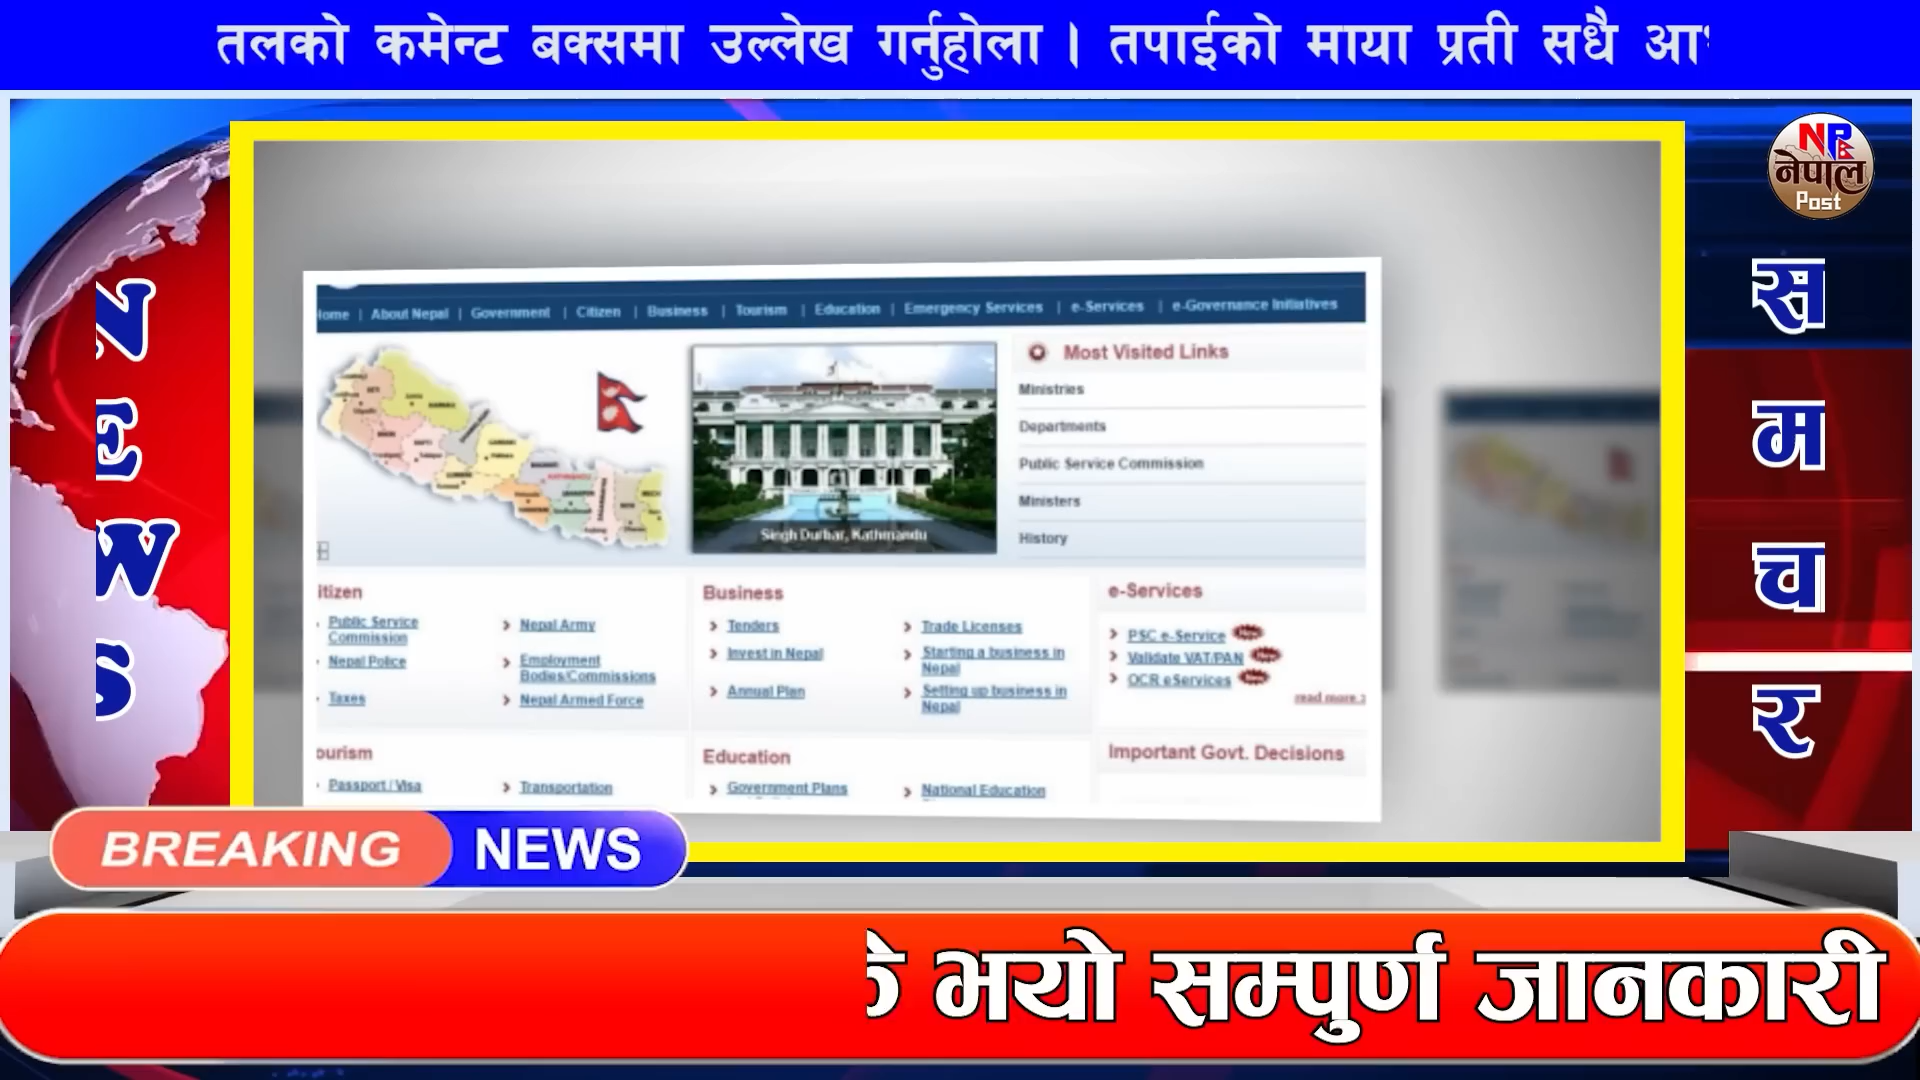 तलको कमेन्ट बक्समा उल्लेख गर्नुहोला । तपाईको माया प्रती सधै
NP
नेपाल
Post
NEWS
स
म
च
र
Home | About Nepal | Government | Citizen | Business | Tourism | Education | Emergency Services | e-Services | e-Governance Initiatives
Most Visited Links
Ministries
Departments
Public Service Commission
Ministers
History
Singh Durbar, Kathmandu
itizen
Public Service Commission
Nepal Army
Nepal Police
Employment Bodies/Commissions
Taxes
Nepal Armed Force
Business
Tenders
Trade Licenses
Invest in Nepal
Starting a business in Nepal
Annual Plan
Setting up business in Nepal
e-Services
PSC e-Service New
Validate VAT/PAN New
OCR eServices New
read more
ourism
Passport / Visa
Transportation
Education
Government Plans
National Education
Important Govt. Decisions
BREAKING NEWS
के भयो सम्पुर्ण जानकारी